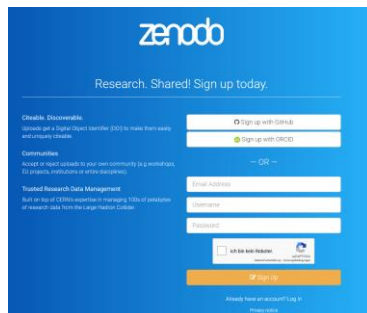 zenodo
Research. Shared! Sign up today.
Citeable. Discoverable.
Uploads get a Digital Object Identifier (DOI) to make them easily
and uniquely citeable.
Communities
Accept or reject uploads to your own community (e.g workshops,
EU projects, institutions or entire disciplines).
Trusted Research Data Management
Built on top of CERN's expertise in managing 100s of petabytes
of research data from the Large Hadron Collider.
Sign up with GitHub
Sign up with ORCID
— OR —
Email Address
Username
Password
Ich bin kein Roboter.
reCAPTCHA
Sign Up
Already have an account? Log In
Privacy notice